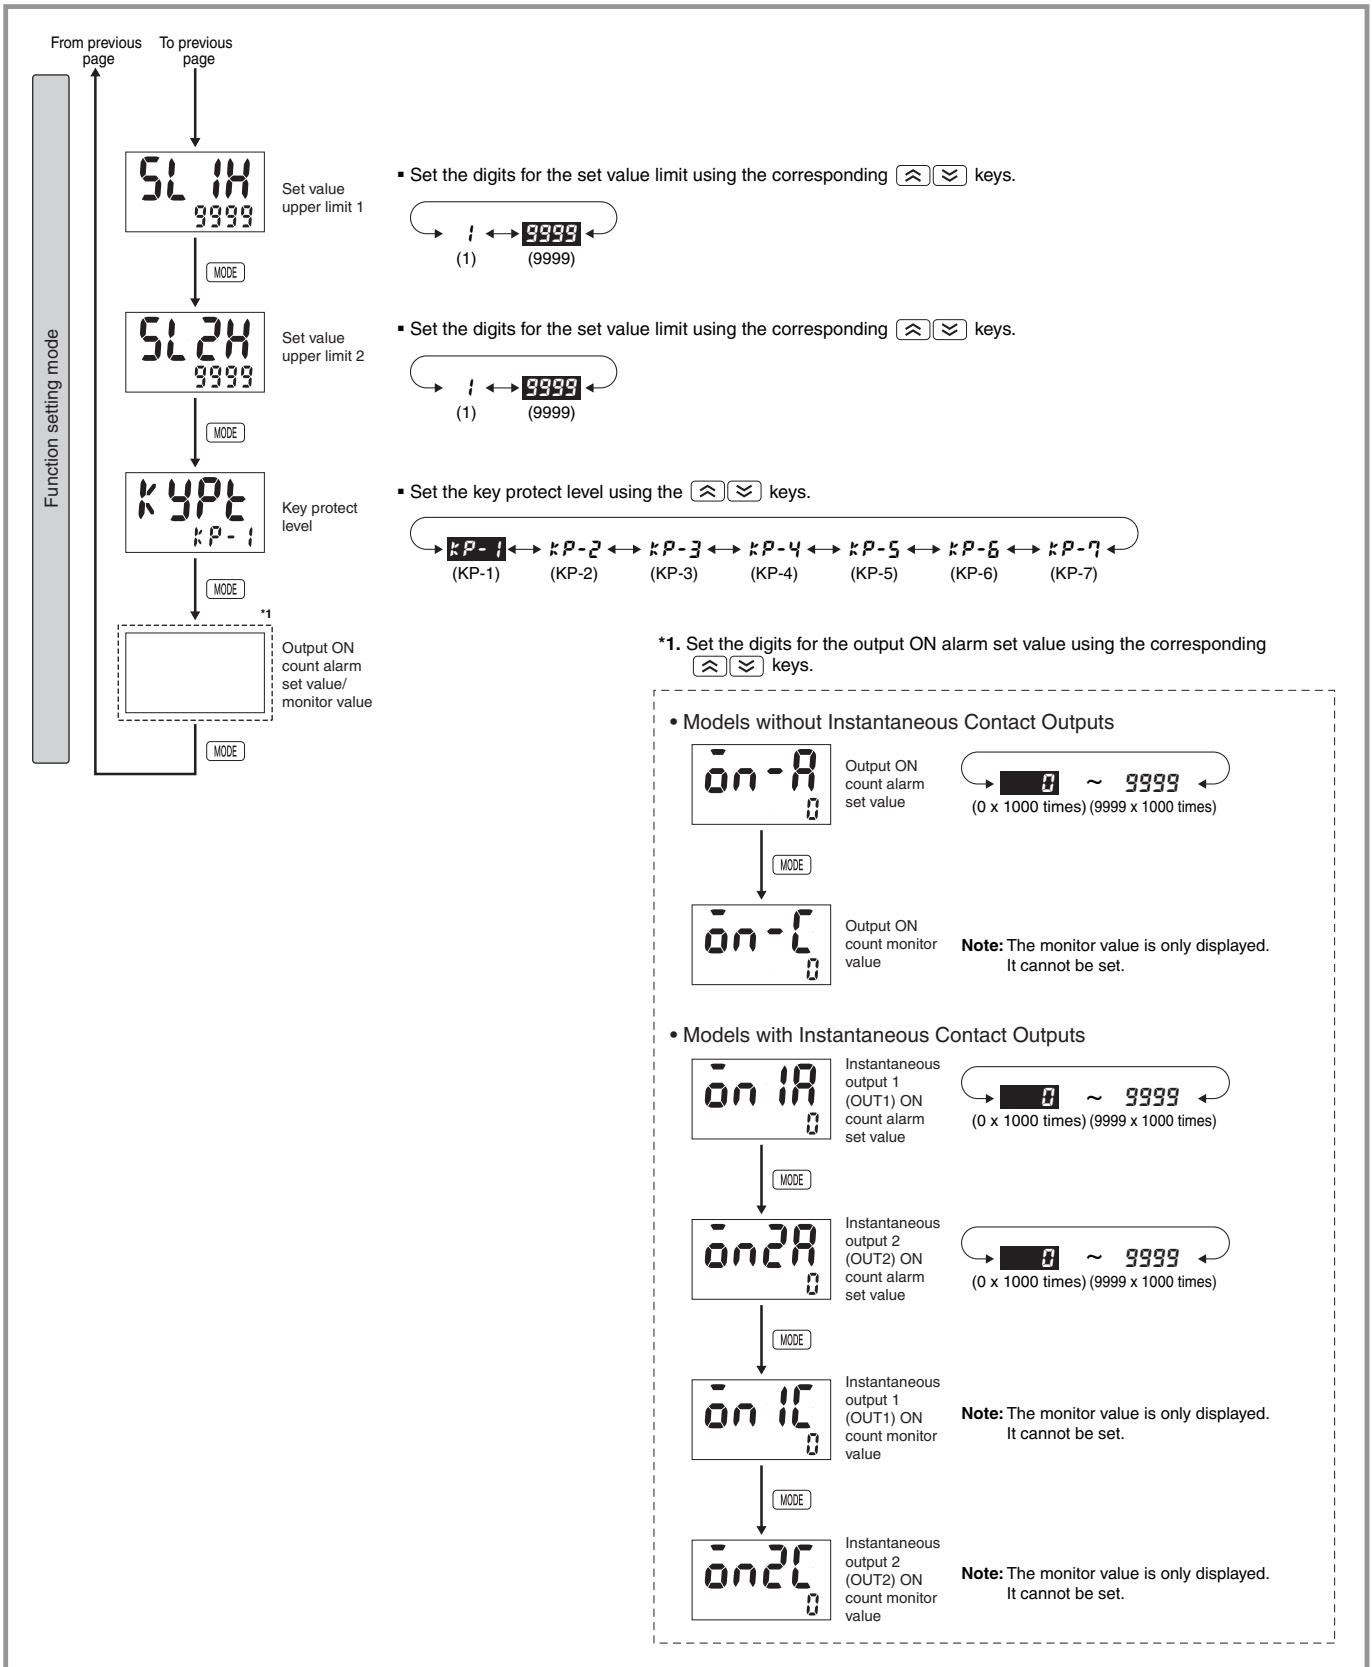 From previous page
To previous page
Function setting mode
SL 1H
9999
Set value
upper limit 1
▪ Set the digits for the set value limit using the corresponding keys.
1 9999
(1) (9999)
MODE
SL2H
9999
Set value
upper limit 2
▪ Set the digits for the set value limit using the corresponding keys.
1 9999
(1) (9999)
MODE
KYPt
KP-1
Key protect
level
▪ Set the key protect level using the keys.
KP-1 KP-2 KP-3 KP-4 KP-5 KP-6 KP-7
(KP-1) (KP-2) (KP-3) (KP-4) (KP-5) (KP-6) (KP-7)
MODE
*1
Output ON
count alarm
set value/
monitor value
MODE
*1. Set the digits for the output ON alarm set value using the corresponding
keys.
• Models without Instantaneous Contact Outputs
on-A
0
Output ON
count alarm
set value
0 ~ 9999
(0 x 1000 times) (9999 x 1000 times)
MODE
on-C
0
Output ON
count monitor
value
Note: The monitor value is only displayed.
It cannot be set.
• Models with Instantaneous Contact Outputs
on 1A
0
Instantaneous
output 1
(OUT1) ON
count alarm
set value
0 ~ 9999
(0 x 1000 times) (9999 x 1000 times)
MODE
on2A
0
Instantaneous
output 2
(OUT2) ON
count alarm
set value
0 ~ 9999
(0 x 1000 times) (9999 x 1000 times)
MODE
on 1C
0
Instantaneous
output 1
(OUT1) ON
count monitor
value
Note: The monitor value is only displayed.
It cannot be set.
MODE
on2C
0
Instantaneous
output 2
(OUT2) ON
count monitor
value
Note: The monitor value is only displayed.
It cannot be set.